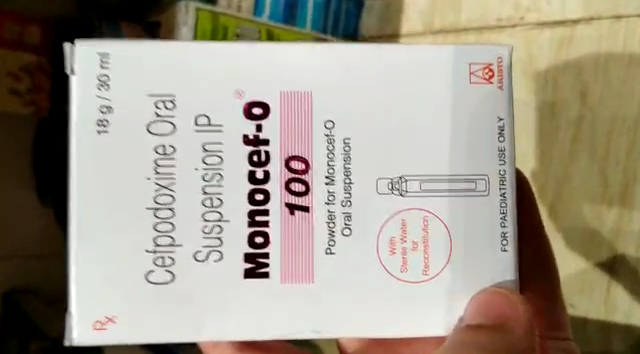 18 g / 30 ml
Rx
Cefpodoxime Oral
Suspension IP
Monocef-O®
100
Powder for Monocef-O
Oral Suspension
With
Sterile Water
for
Reconstitution
FOR PAEDIATRIC USE ONLY
ARISTO